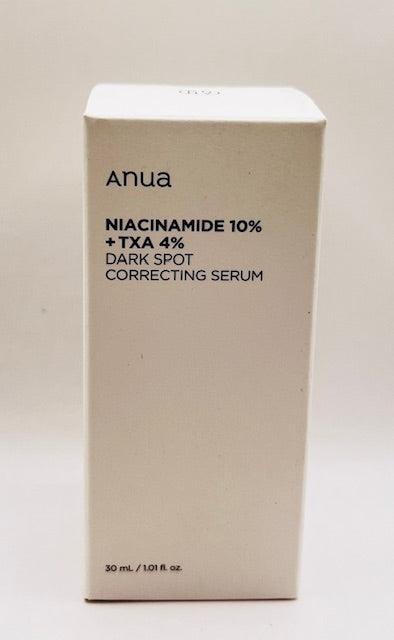 Anua
NIACINAMIDE 10%
+ TXA 4%
DARK SPOT
CORRECTING SERUM
30 mL / 1.01 fl. oz.